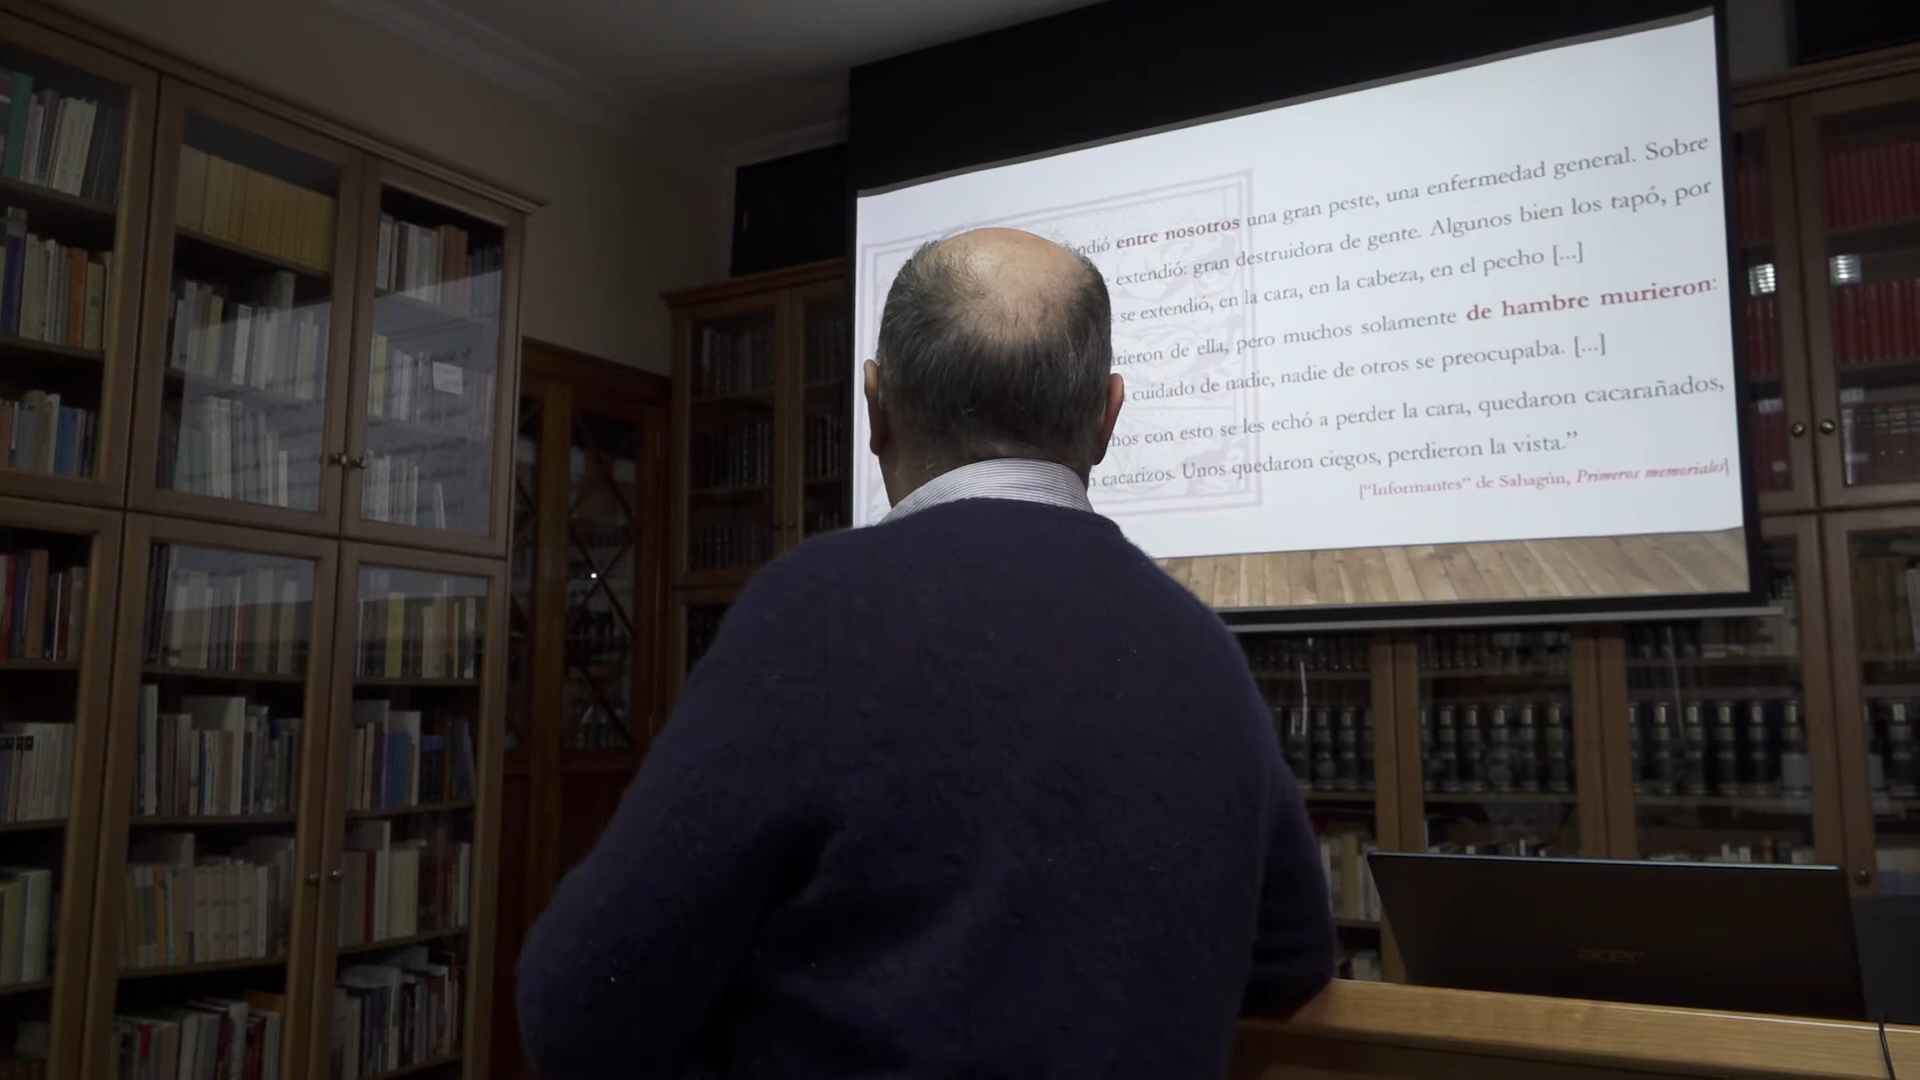 entre nosotros una gran peste, una enfermedad general. Sobre
extendió: gran destruidora de gente. Algunos bien los tapó, por
se extendió, en la cara, en la cabeza, en el pecho [...]
de ella, pero muchos solamente de hambre murieron:
cuidado de nadie, nadie de otros se preocupaba. [...]
con esto se les echó a perder la cara, quedaron cacarañados,
cacarizos. Unos quedaron ciegos, perdieron la vista.”
[“Informantes” de Sahagún, Primeros memoriales]
acer